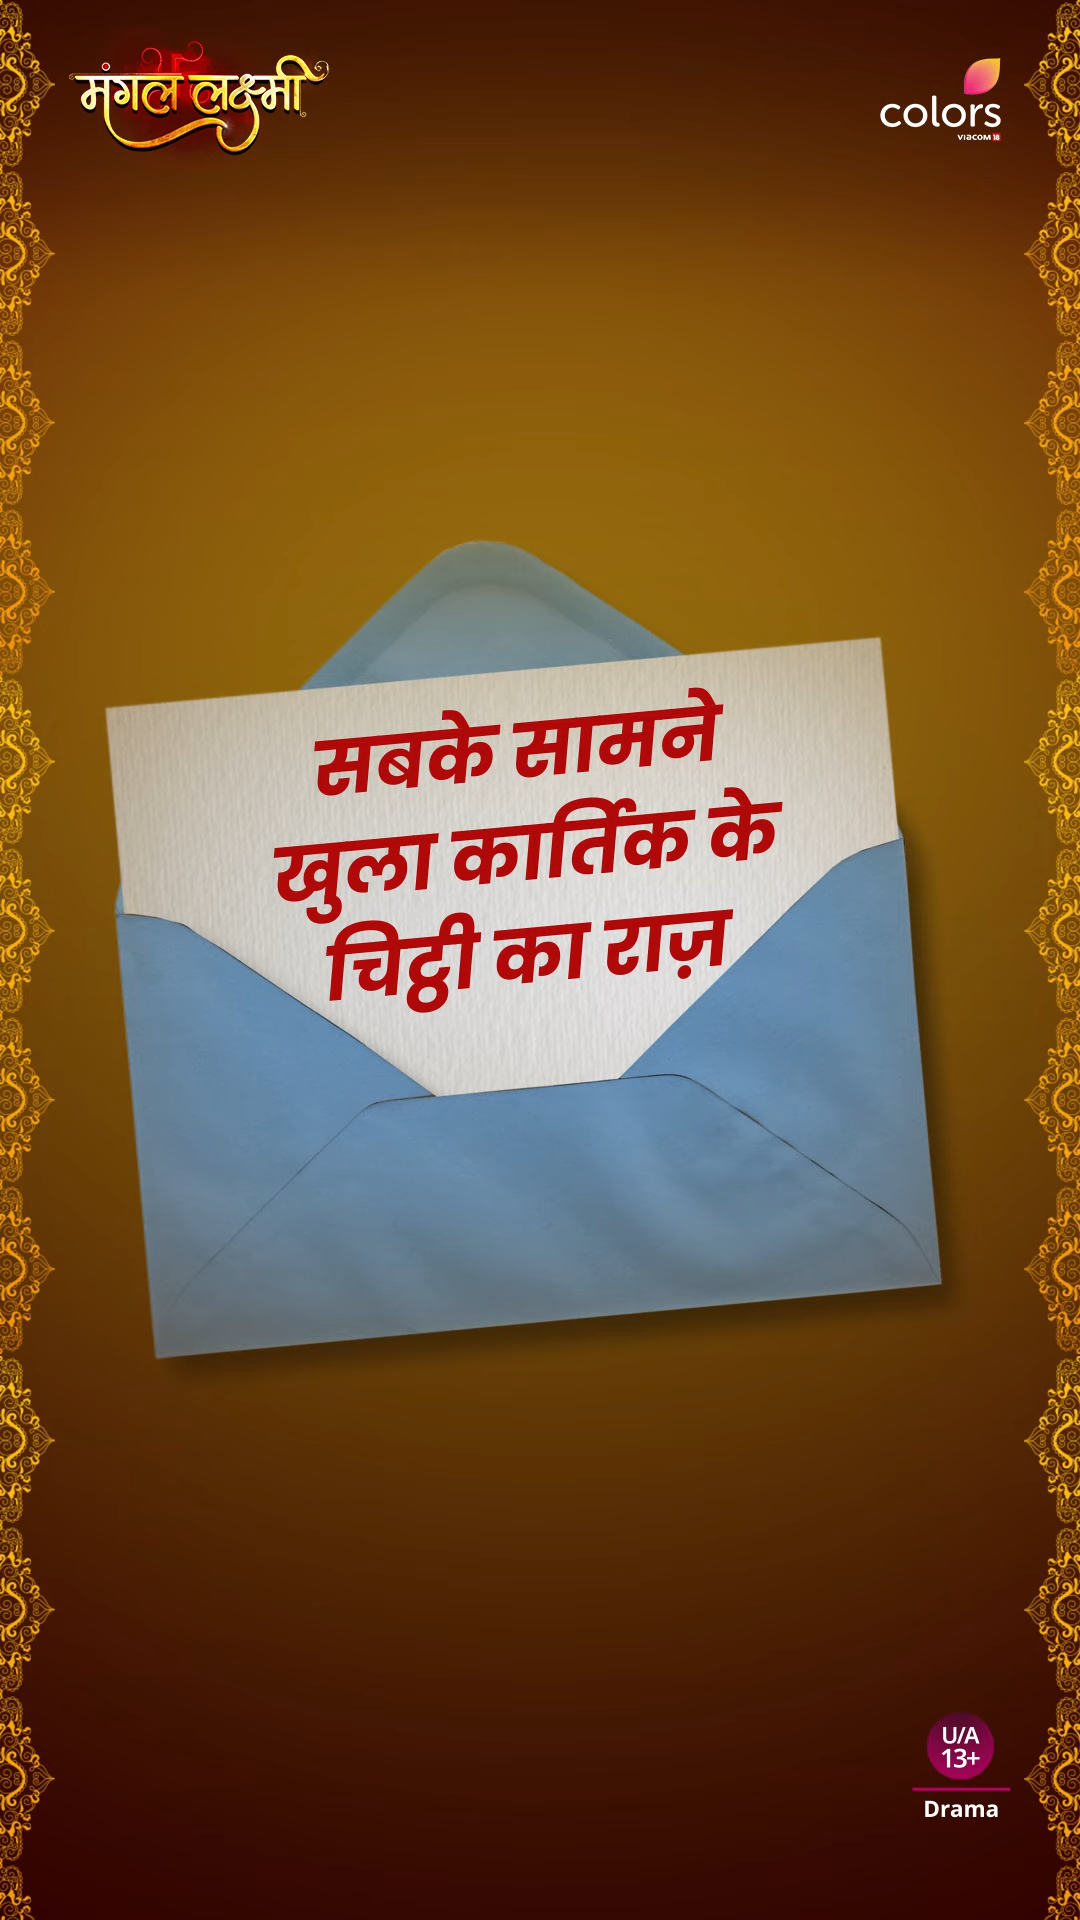 मंगल लक्ष्मी
colors
VIACOM18
सबके सामने
खुला कार्तिक के
चिट्ठी का राज़
U/A
13+
Drama